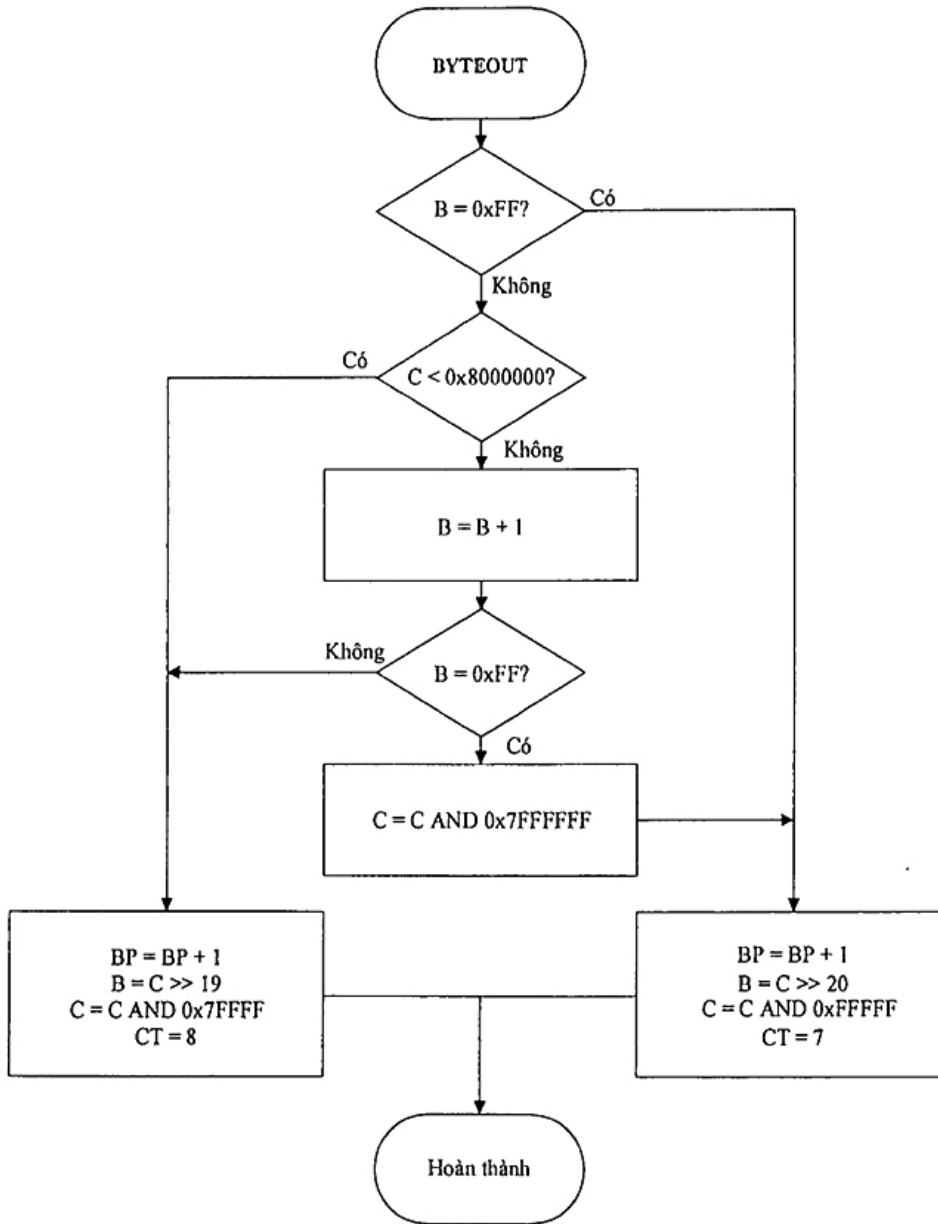 BYTEOUT
B = 0xFF?
Có
Không
C < 0x8000000?
Có
Không
B = B + 1
B = 0xFF?
Không
Có
C = C AND 0x7FFFFFF
BP = BP + 1
B = C >> 19
C = C AND 0x7FFFF
CT = 8
BP = BP + 1
B = C >> 20
C = C AND 0xFFFFF
CT = 7
Hoàn thành